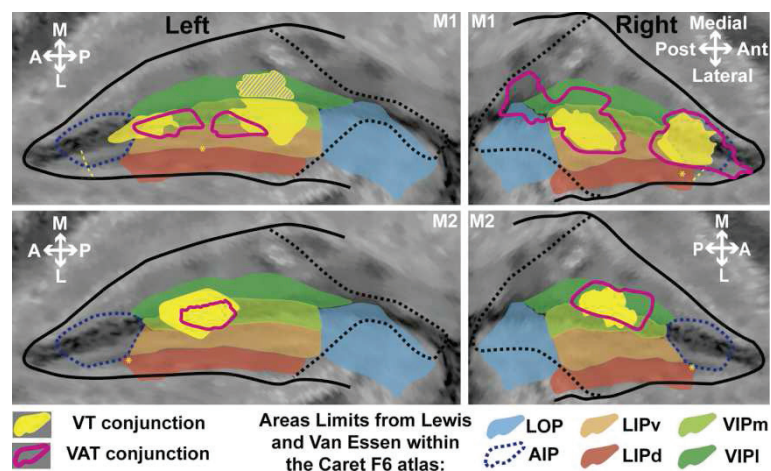 Left
M1
M
A P
L
M1
Right
Medial
Post Ant
Lateral
M2
M
A P
L
M2
M
P A
L
VT conjunction
VAT conjunction
Areas Limits from Lewis
and Van Essen within
the Caret F6 atlas:
LOP
AIP
LIPv
LIPd
VIPm
VIPl